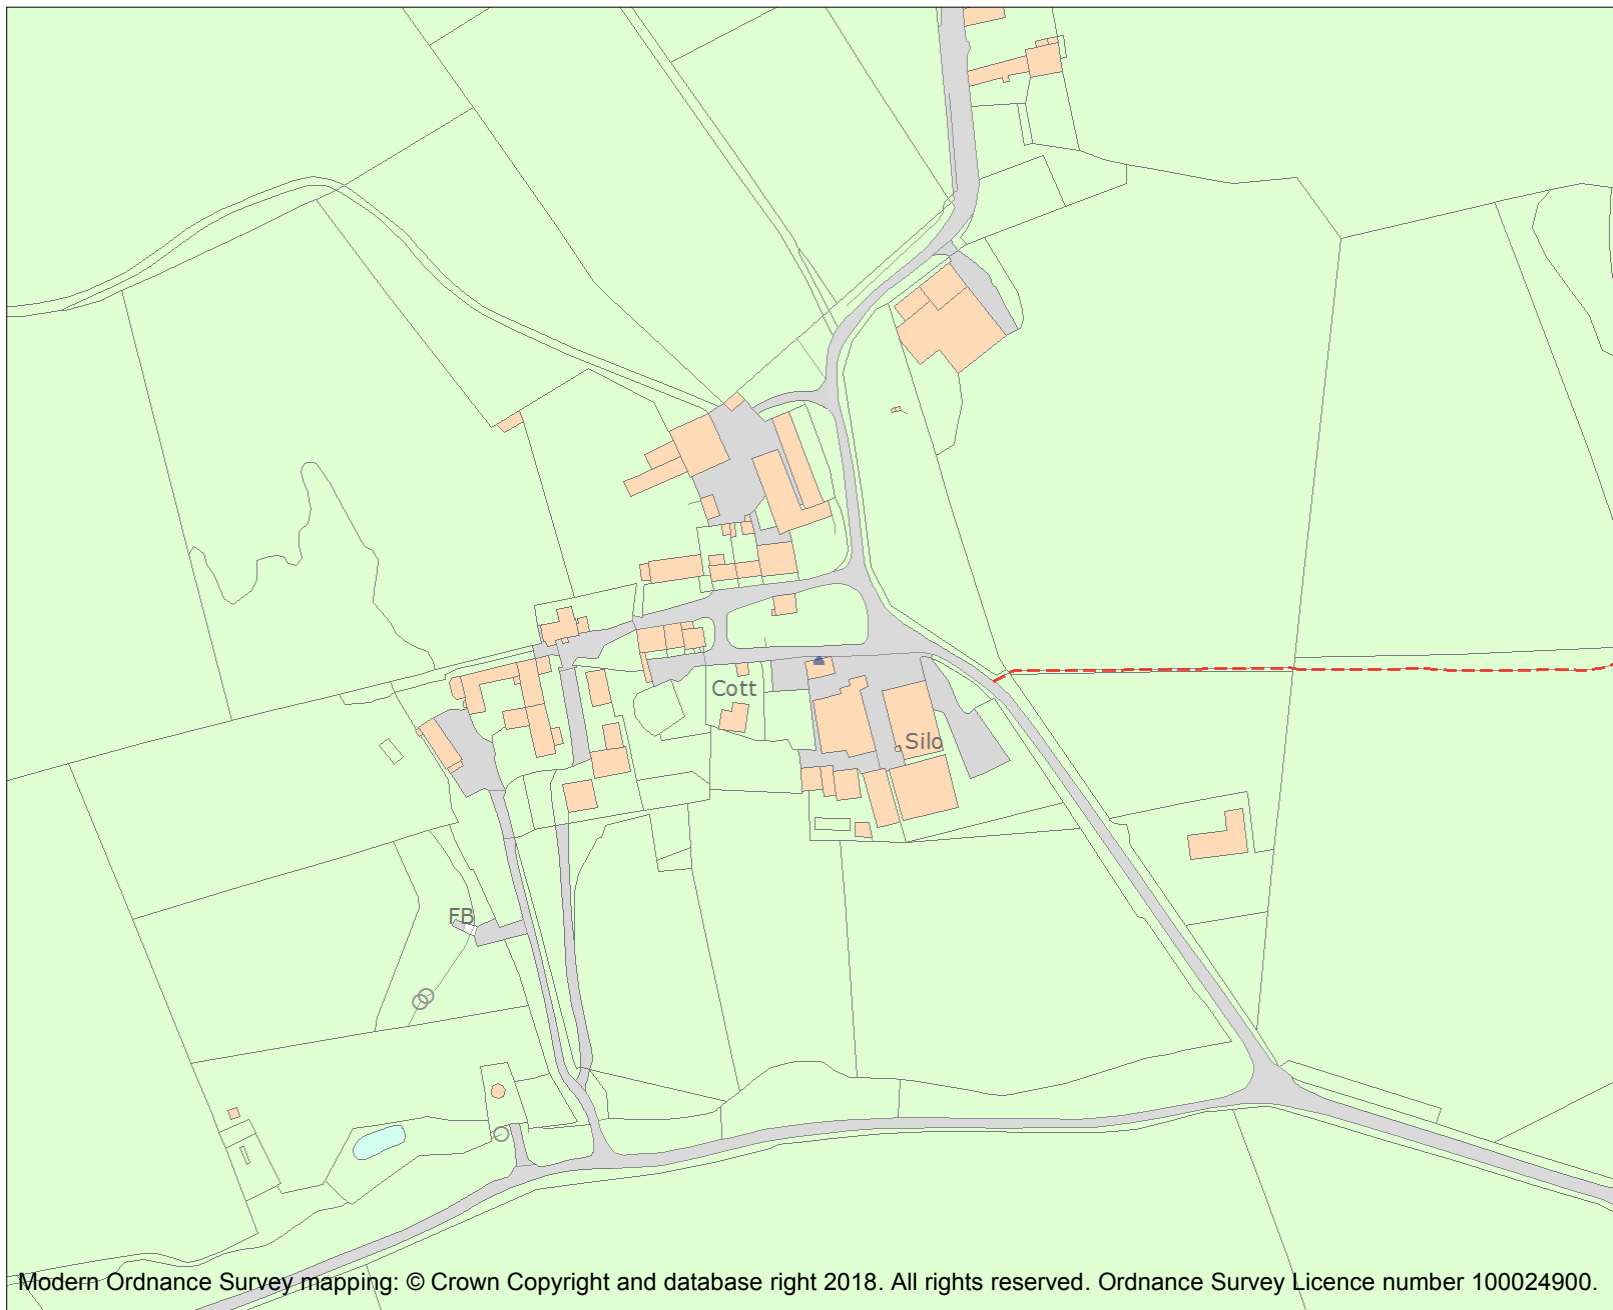 Cott
Silo
FB
Modern Ordnance Survey mapping: © Crown Copyright and database right 2018. All rights reserved. Ordnance Survey Licence number 100024900.